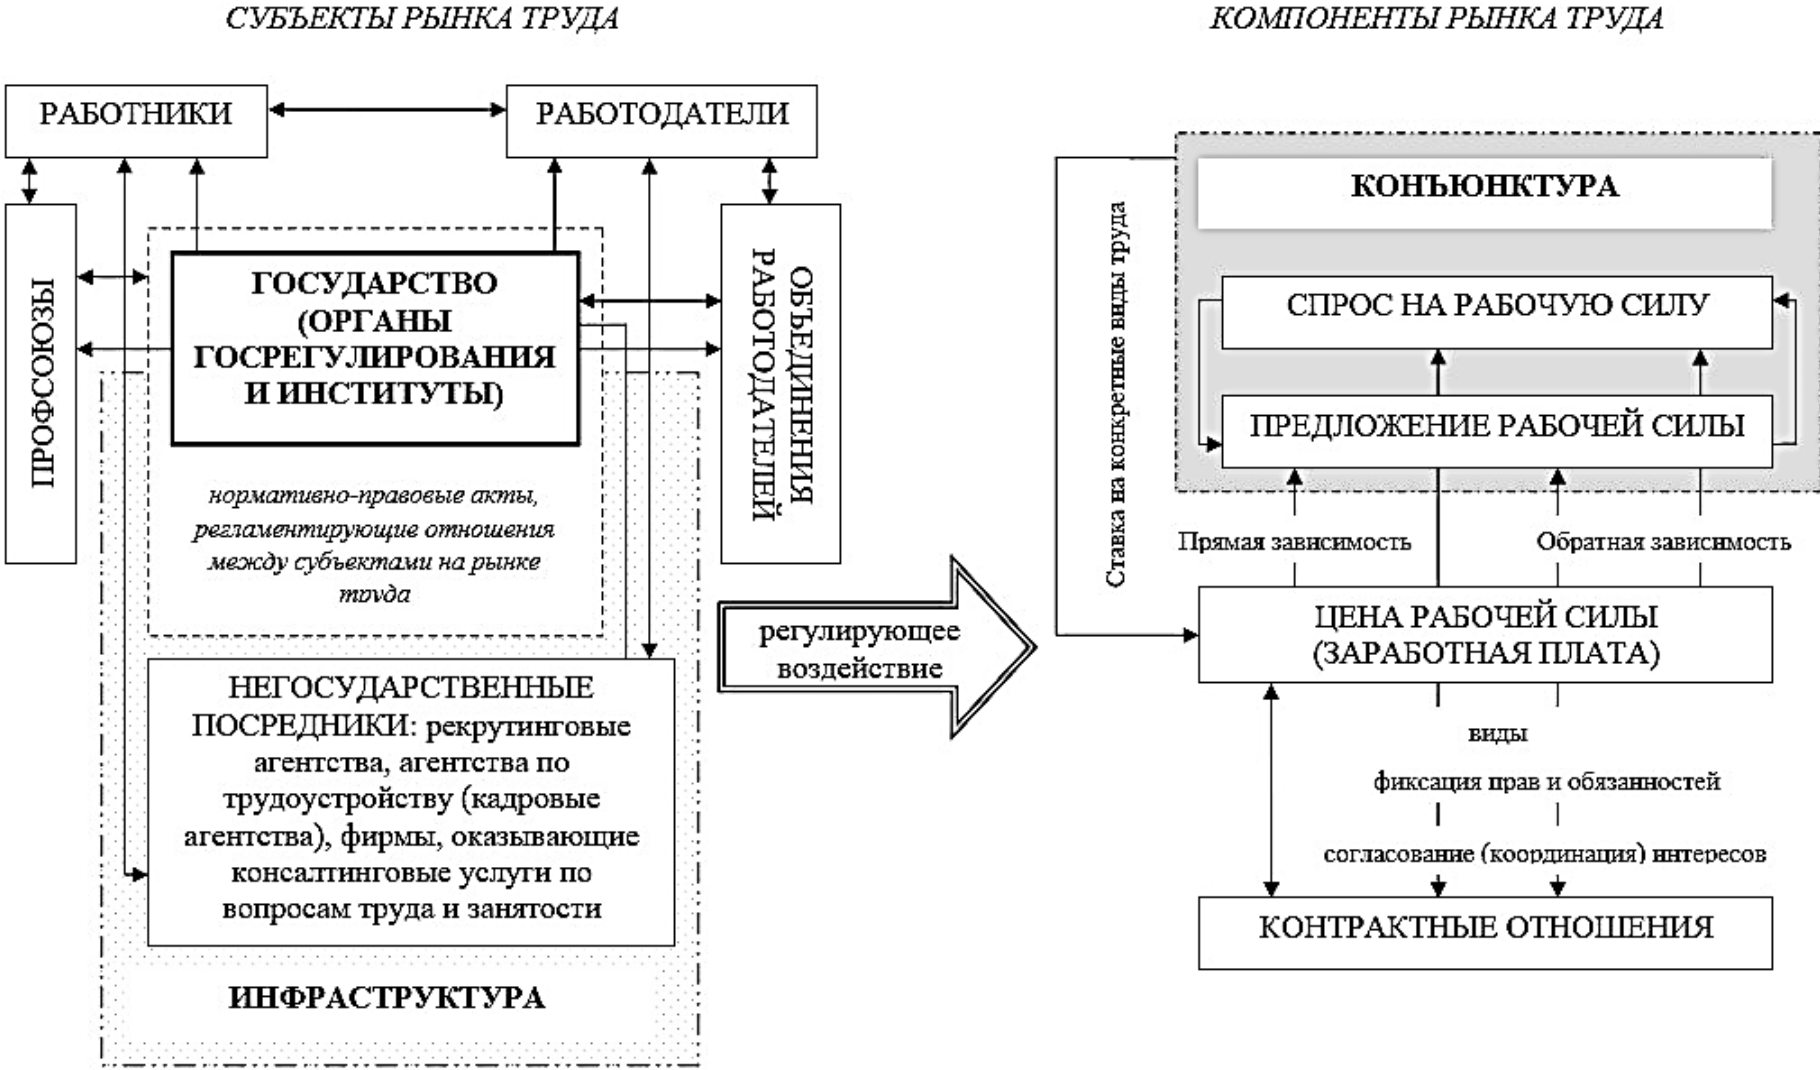 СУБЪЕКТЫ РЫНКА ТРУДА
КОМПОНЕНТЫ РЫНКА ТРУДА
РАБОТНИКИ
РАБОТОДАТЕЛИ
ПРОФСОЮЗЫ
ГОСУДАРСТВО
(ОРГАНЫ
ГОСРЕГУЛИРОВАНИЯ
И ИНСТИТУТЫ)
нормативно-правовые акты,
регламентирующие отношения
между субъектами на рынке
труда
ОБЪЕДИНЕНИЯ
РАБОТОДАТЕЛЕЙ
НЕГОСУДАРСТВЕННЫЕ
ПОСРЕДНИКИ: рекрутинговые
агентства, агентства по
трудоустройству (кадровые
агентства), фирмы, оказывающие
консалтинговые услуги по
вопросам труда и занятости
ИНФРАСТРУКТУРА
регулирующее
воздействие
Ставка на конкретные виды труда
КОНЪЮНКТУРА
СПРОС НА РАБОЧУЮ СИЛУ
ПРЕДЛОЖЕНИЕ РАБОЧЕЙ СИЛЫ
Прямая зависимость
Обратная зависимость
ЦЕНА РАБОЧЕЙ СИЛЫ
(ЗАРАБОТНАЯ ПЛАТА)
виды
фиксация прав и обязанностей
согласование (координация) интересов
КОНТРАКТНЫЕ ОТНОШЕНИЯ